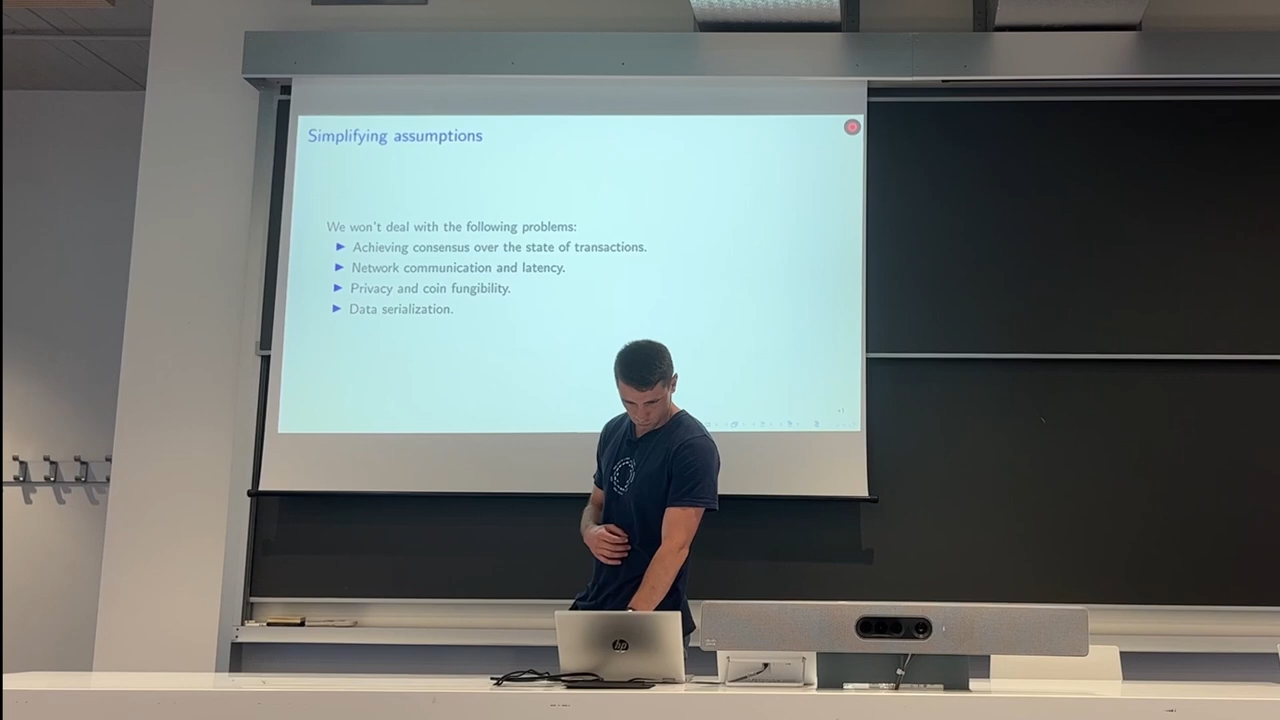 Simplifying assumptions
We won't deal with the following problems:
Achieving consensus over the state of transactions.
Network communication and latency.
Privacy and coin fungibility.
Data serialization.
hp